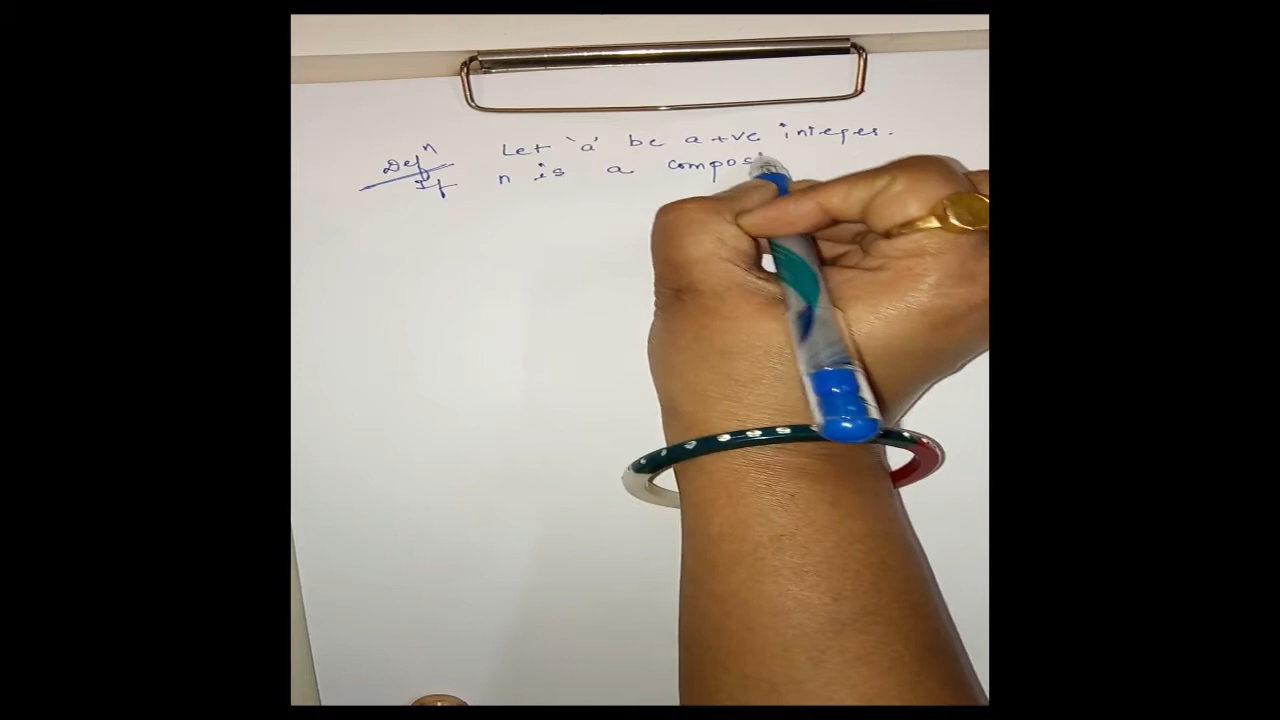 Defⁿ Let 'a' be a +ve integer.
If n is a compos